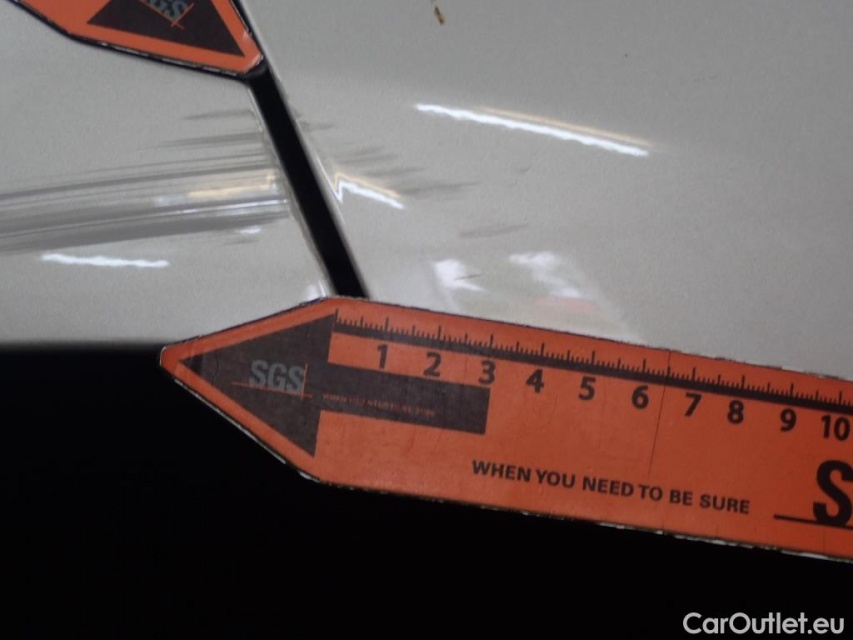 SGS
SGS
1 2 3 4 5 6 7 8 9 10
WHEN YOU NEED TO BE SURE
S
CarOutlet.eu